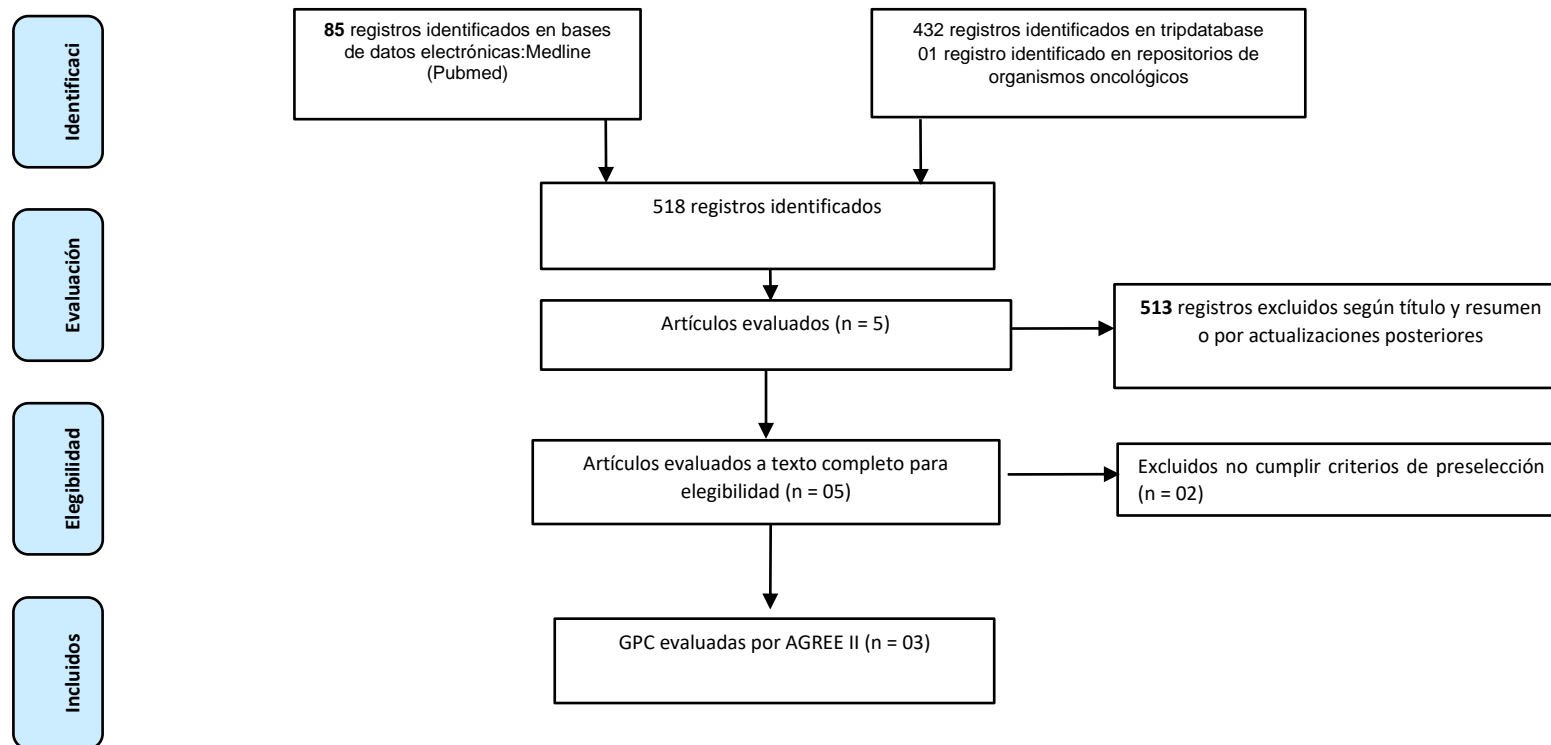 Identificaci
85 registros identificados en bases
de datos electrónicas:Medline
(Pubmed)
432 registros identificados en tripdatabase
01 registro identificado en repositorios de
organismos oncológicos
518 registros identificados
Evaluación
Artículos evaluados (n = 5)
513 registros excluidos según título y resumen
o por actualizaciones posteriores
Elegibilidad
Artículos evaluados a texto completo para
elegibilidad (n = 05)
Excluidos no cumplir criterios de preselección
(n = 02)
Incluidos
GPC evaluadas por AGREE II (n = 03)